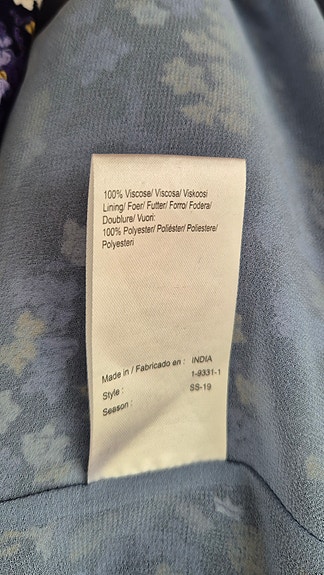 100% Viscose/ Viscosa/ Viskoosi
Lining/ Foer/ Futter/ Forro/ Fodera/
Doublure/ Vuori:
100% Polyester/ Poliéster/ Poliestere/
Polyesteri
Made in / Fabricado en : INDIA
Style : 1-9331-1
Season : SS-19